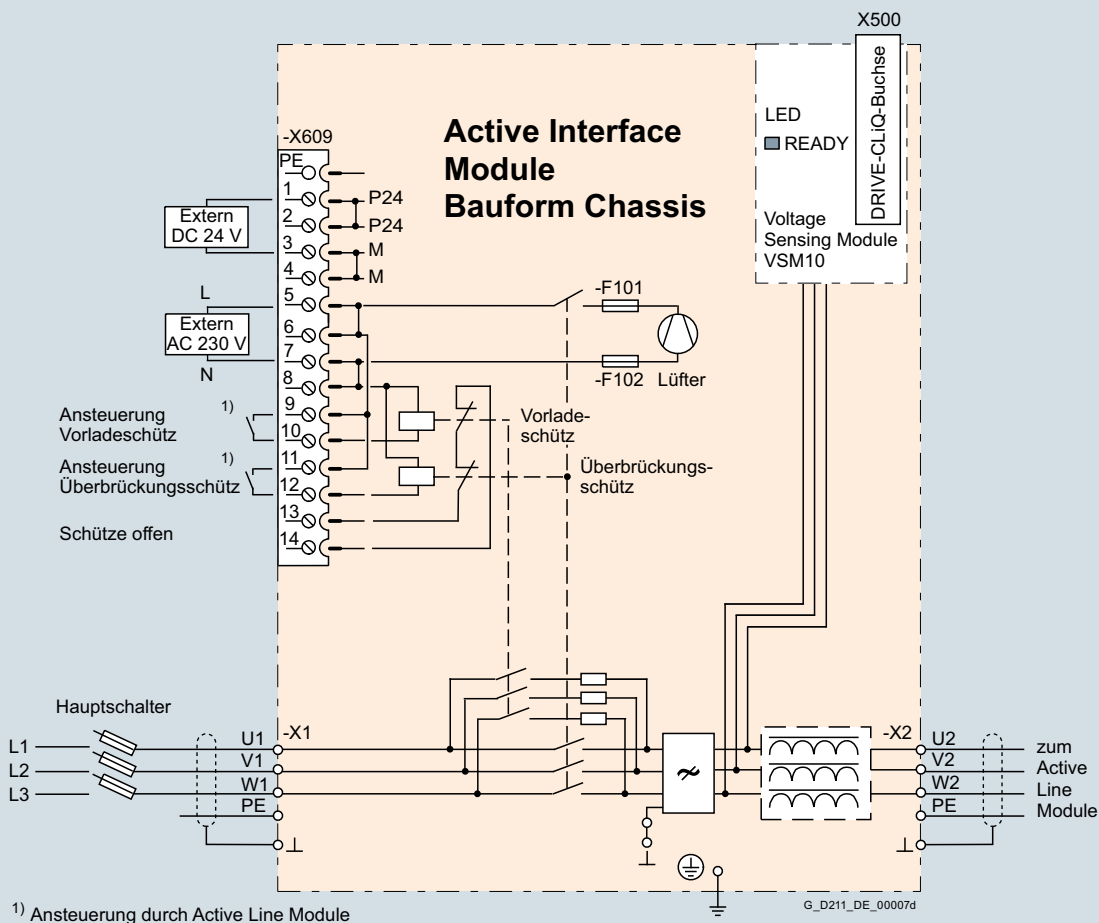 X500
DRIVE-CLiQ-Buchse
LED
READY
Voltage
Sensing Module
VSM10
Active Interface
Module
Bauform Chassis
-X609
PE
1
2
3
4
5
6
7
8
9
10
11
12
13
14
P24
P24
M
M
Extern
DC 24 V
L
Extern
AC 230 V
N
-F101
-F102
Lüfter
Ansteuerung
Vorladeschütz
1)
Ansteuerung
Überbrückungsschütz
1)
Schütze offen
Vorlade-
schütz
Überbrückungs-
schütz
Hauptschalter
L1
L2
L3
U1
V1
W1
PE
-X1
-X2
U2
V2
W2
PE
zum
Active
Line
Module
1) Ansteuerung durch Active Line Module
G_D211_DE_00007d